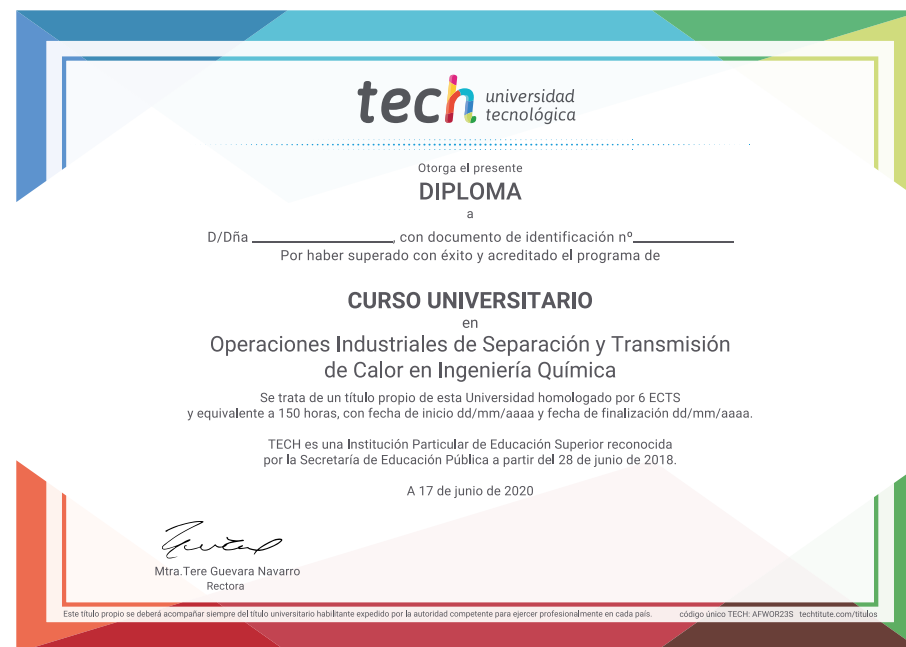 tech universidad
tecnológica
Otorga el presente
DIPLOMA
a
D/Dña ____________________, con documento de identificación nº______________
Por haber superado con éxito y acreditado el programa de
CURSO UNIVERSITARIO
en
Operaciones Industriales de Separación y Transmisión
de Calor en Ingeniería Química
Se trata de un título propio de esta Universidad homologado por 6 ECTS
y equivalente a 150 horas, con fecha de inicio dd/mm/aaaa y fecha de finalización dd/mm/aaaa.
TECH es una Institución Particular de Educación Superior reconocida
por la Secretaría de Educación Pública a partir del 28 de junio de 2018.
A 17 de junio de 2020
Mtra.Tere Guevara Navarro
Rectora
Este título propio se deberá acompañar siempre del título universitario habilitante expedido por la autoridad competente para ejercer profesionalmente en cada país. código único TECH: AFWOR23S techtitute.com/títulos